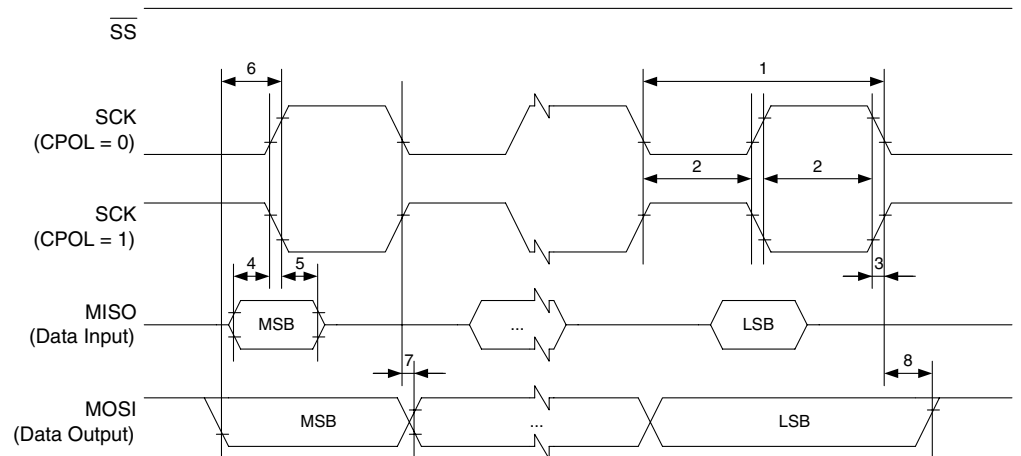 SS
6
1
SCK
(CPOL = 0)
2
2
SCK
(CPOL = 1)
4
5
3
MISO
(Data Input)
MSB
...
LSB
7
8
MOSI
(Data Output)
MSB
...
LSB